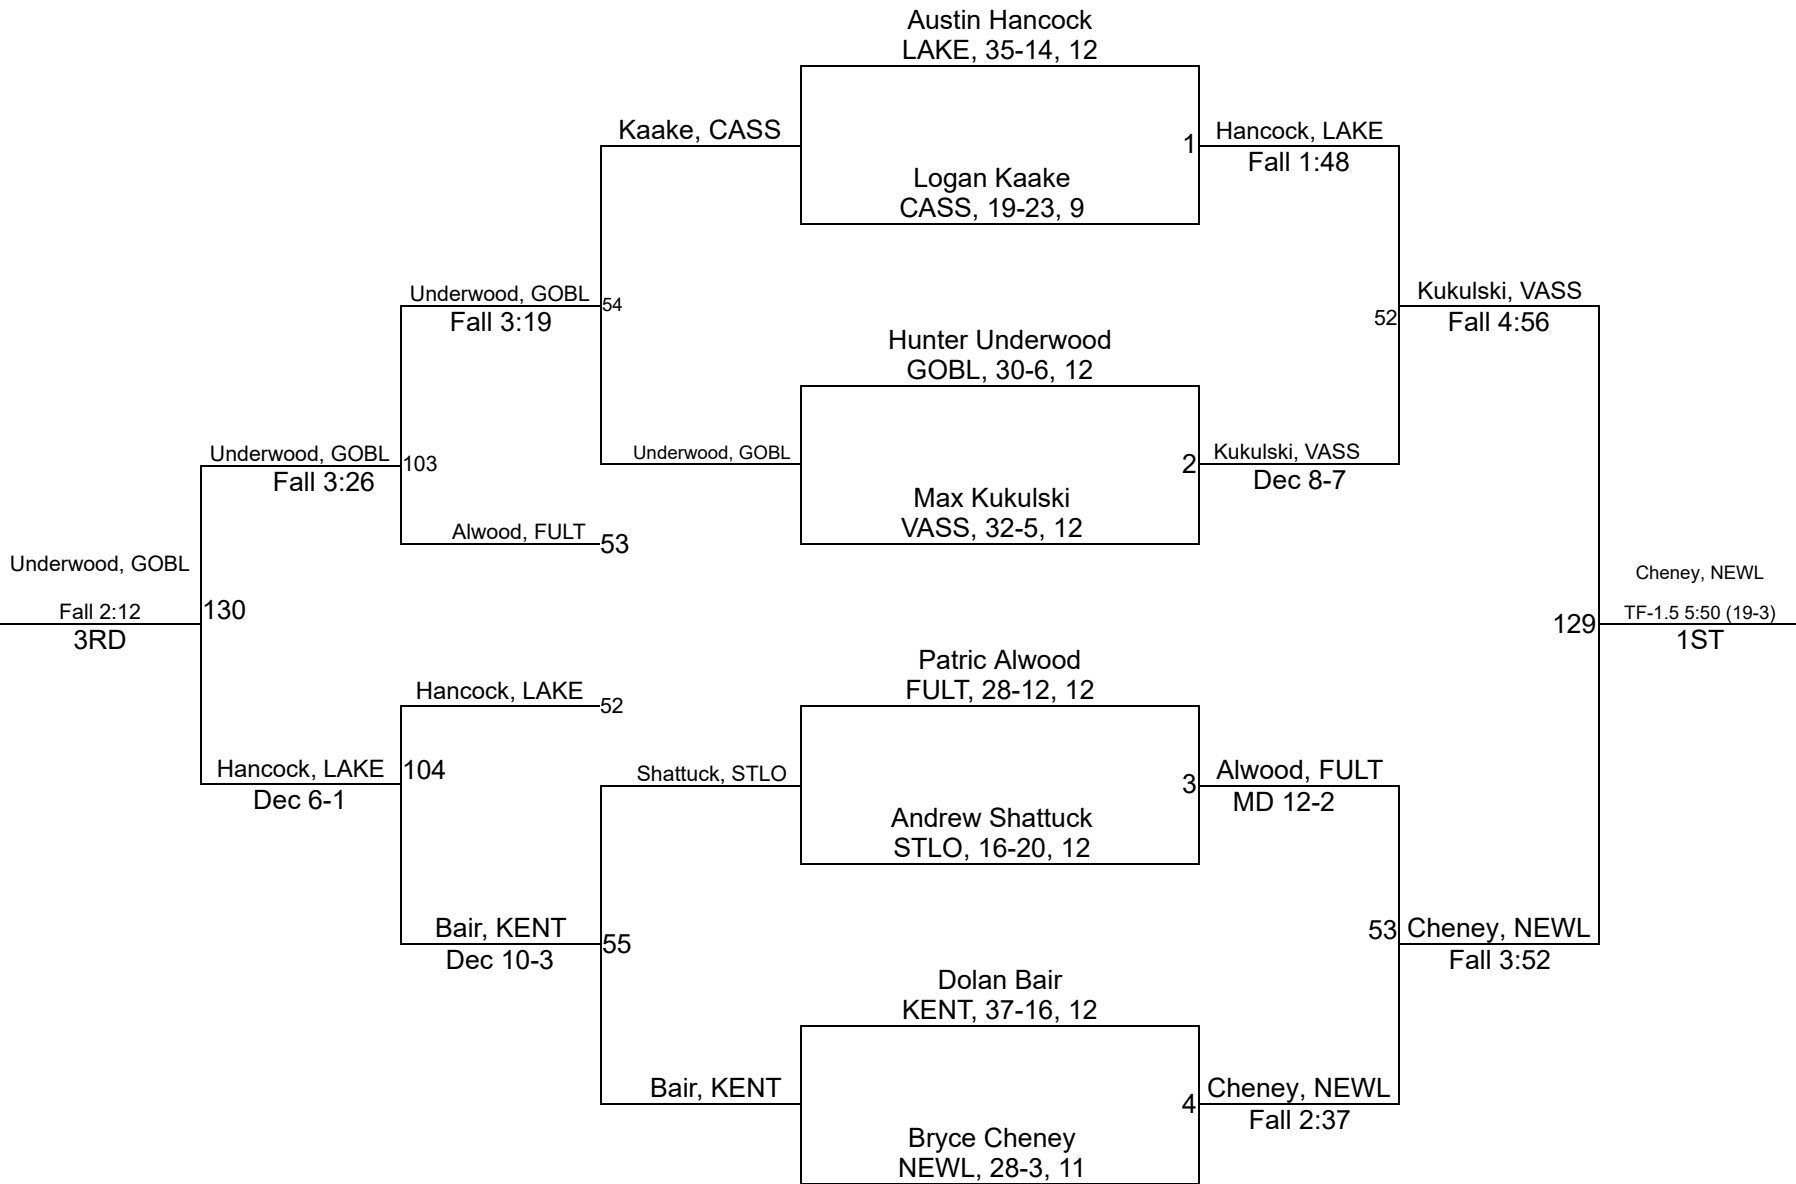 Austin Hancock
LAKE, 35-14, 12
Kaake, CASS
1
Hancock, LAKE
Fall 1:48
Logan Kaake
CASS, 19-23, 9
Underwood, GOBL
54
Fall 3:19
Kukulski, VASS
52
Fall 4:56
Hunter Underwood
GOBL, 30-6, 12
Underwood, GOBL
103
Fall 3:26
Underwood, GOBL
2
Kukulski, VASS
Dec 8-7
Max Kukulski
VASS, 32-5, 12
Alwood, FULT
53
Underwood, GOBL
Fall 2:12
130
3RD
Cheney, NEWL
129
TF-1.5 5:50 (19-3)
1ST
Patric Alwood
FULT, 28-12, 12
Hancock, LAKE
52
Hancock, LAKE
104
Dec 6-1
Shattuck, STLO
3
Alwood, FULT
MD 12-2
Andrew Shattuck
STLO, 16-20, 12
Bair, KENT
55
Dec 10-3
53
Cheney, NEWL
Fall 3:52
Dolan Bair
KENT, 37-16, 12
Bair, KENT
4
Cheney, NEWL
Fall 2:37
Bryce Cheney
NEWL, 28-3, 11